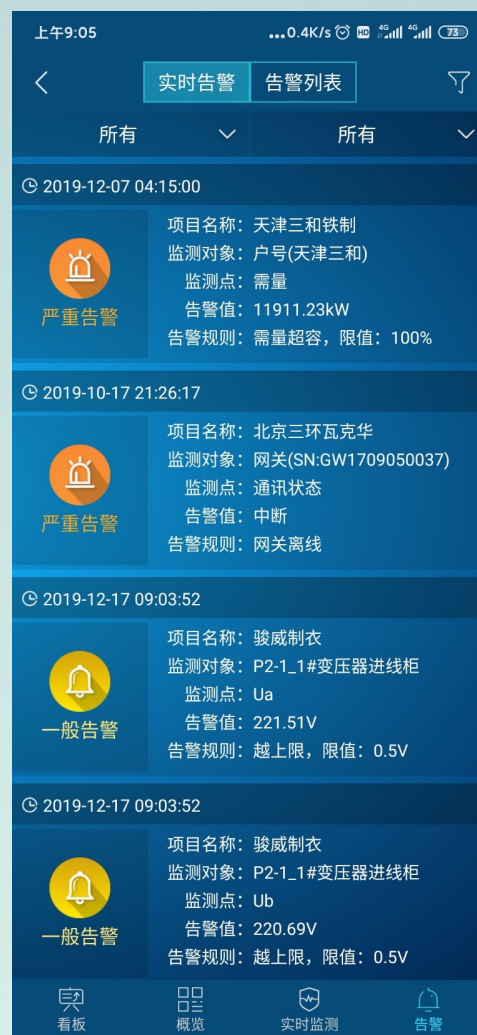 上午9:05
...0.4K/s HD 4G 4G 73
实时告警 告警列表
所有 所有
2019-12-07 04:15:00
项目名称：天津三和铁制
监测对象：户号(天津三和)
监测点：需量
告警值：11911.23kW
告警规则：需量超容，限值：100%
严重告警
2019-10-17 21:26:17
项目名称：北京三环瓦克华
监测对象：网关(SN:GW1709050037)
监测点：通讯状态
告警值：中断
告警规则：网关离线
严重告警
2019-12-17 09:03:52
项目名称：骏威制衣
监测对象：P2-1_1#变压器进线柜
监测点：Ua
告警值：221.51V
告警规则：越上限，限值：0.5V
一般告警
2019-12-17 09:03:52
项目名称：骏威制衣
监测对象：P2-1_1#变压器进线柜
监测点：Ub
告警值：220.69V
告警规则：越上限，限值：0.5V
一般告警
看板 概览 实时监测 告警